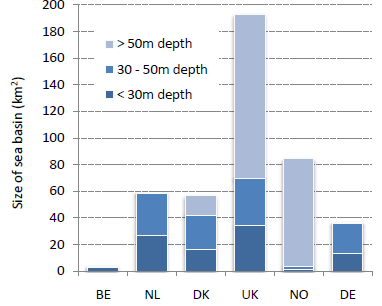 200
180
160
140
120
100
80
60
40
20
0
Size of sea basin (km²)
> 50m depth
30 - 50m depth
< 30m depth
BE NL DK UK NO DE